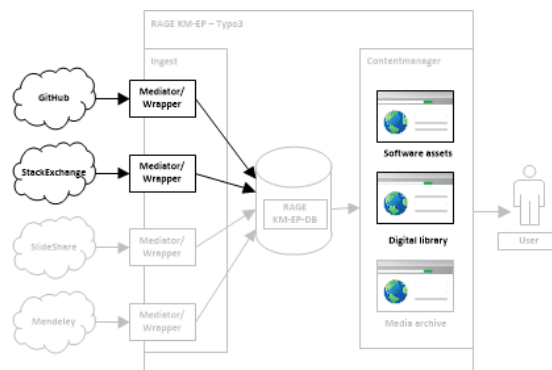 RAGE KM-EP – Typo3
Ingest
Contentmanager
GitHub
Mediator/
Wrapper
StackExchange
Mediator/
Wrapper
SlideShare
Mediator/
Wrapper
Mendeley
Mediator/
Wrapper
RAGE
KM-EP-DB
Software assets
Digital library
Media archive
User